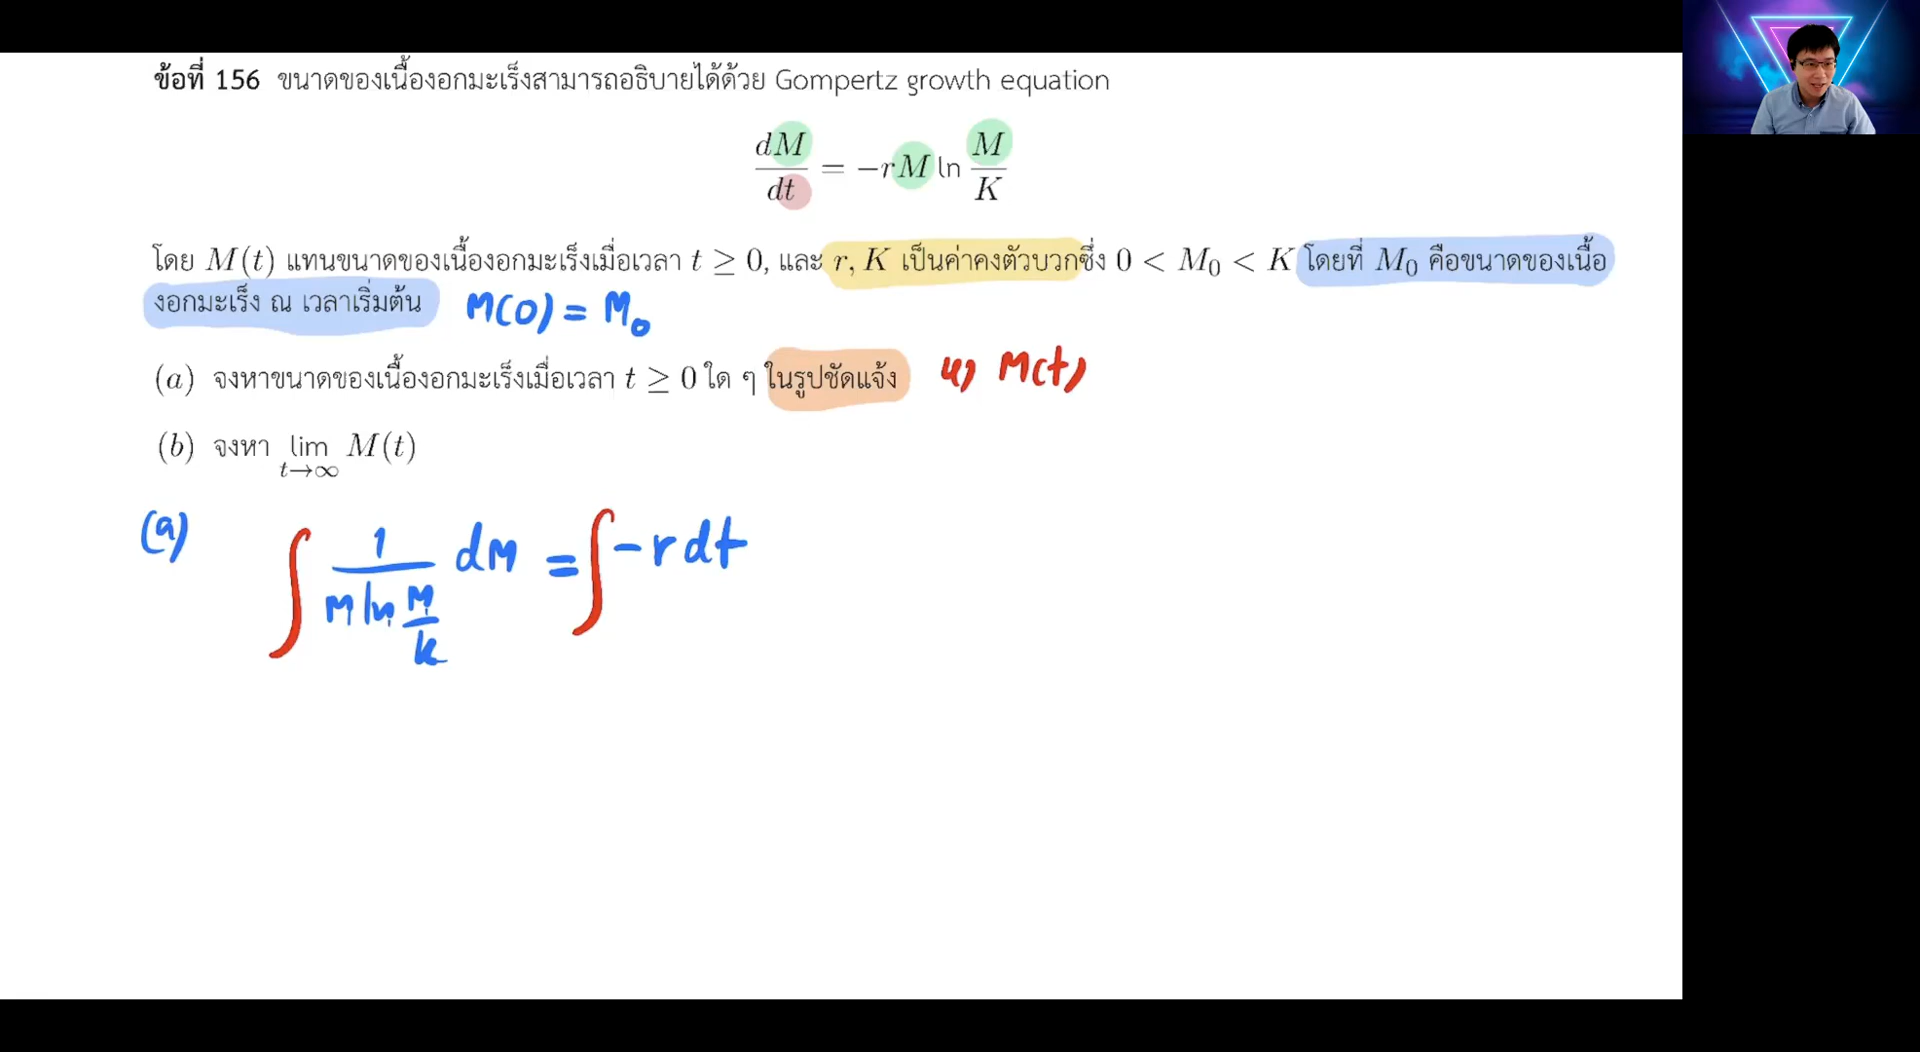 ข้อที่ 156 ขนาดของเนื้องอกมะเร็งสามารถอธิบายได้ด้วย Gompertz growth equation
dM/dt = −rM ln M/K
โดย M(t) แทนขนาดของเนื้องอกมะเร็งเมื่อเวลา t ≥ 0, และ r, K เป็นค่าคงตัวบวกซึ่ง 0 < M₀ < K โดยที่ M₀ คือขนาดของเนื้อ
งอกมะเร็ง ณ เวลาเริ่มต้น M(0) = M₀
(a) จงหาขนาดของเนื้องอกมะเร็งเมื่อเวลา t ≥ 0 ใด ๆ ในรูปชัดแจ้ง M(t)
(b) จงหา lim t→∞ M(t)
(a) ∫ 1/(M ln M/K) dM = ∫ −r dt